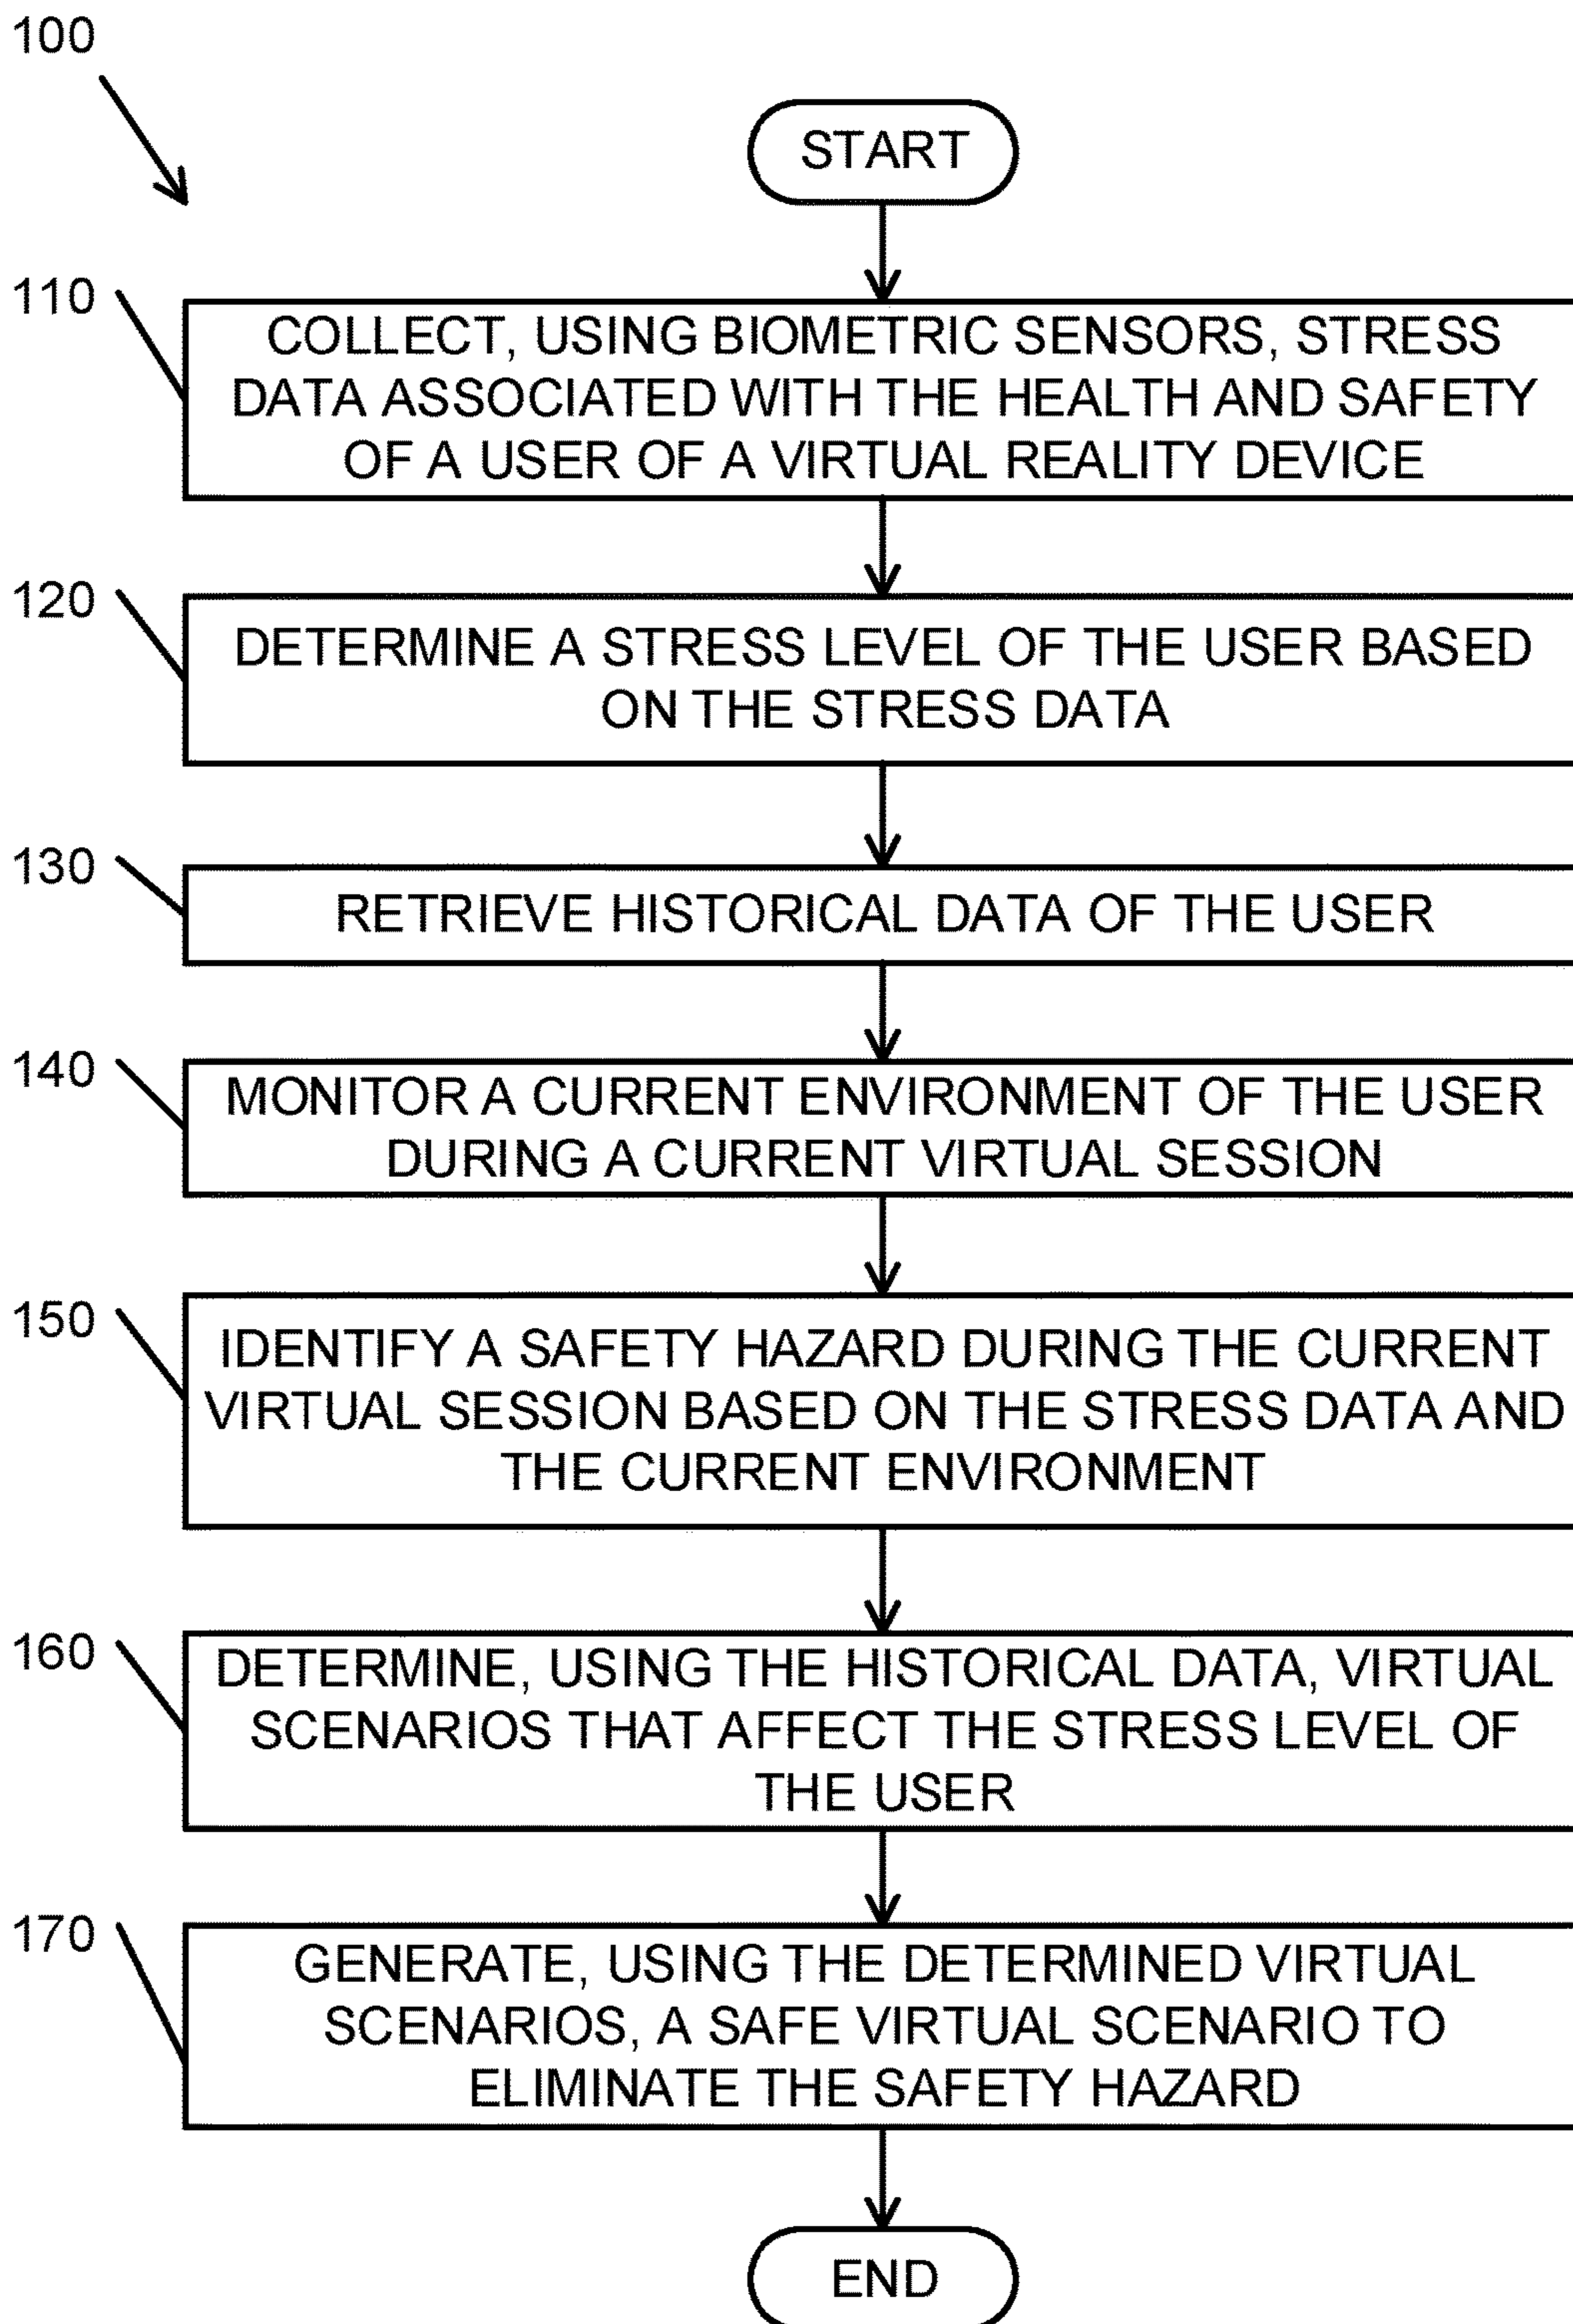 100
START
110
COLLECT, USING BIOMETRIC SENSORS, STRESS
DATA ASSOCIATED WITH THE HEALTH AND SAFETY
OF A USER OF A VIRTUAL REALITY DEVICE
120
DETERMINE A STRESS LEVEL OF THE USER BASED
ON THE STRESS DATA
130
RETRIEVE HISTORICAL DATA OF THE USER
140
MONITOR A CURRENT ENVIRONMENT OF THE USER
DURING A CURRENT VIRTUAL SESSION
150
IDENTIFY A SAFETY HAZARD DURING THE CURRENT
VIRTUAL SESSION BASED ON THE STRESS DATA AND
THE CURRENT ENVIRONMENT
160
DETERMINE, USING THE HISTORICAL DATA, VIRTUAL
SCENARIOS THAT AFFECT THE STRESS LEVEL OF
THE USER
170
GENERATE, USING THE DETERMINED VIRTUAL
SCENARIOS, A SAFE VIRTUAL SCENARIO TO
ELIMINATE THE SAFETY HAZARD
END